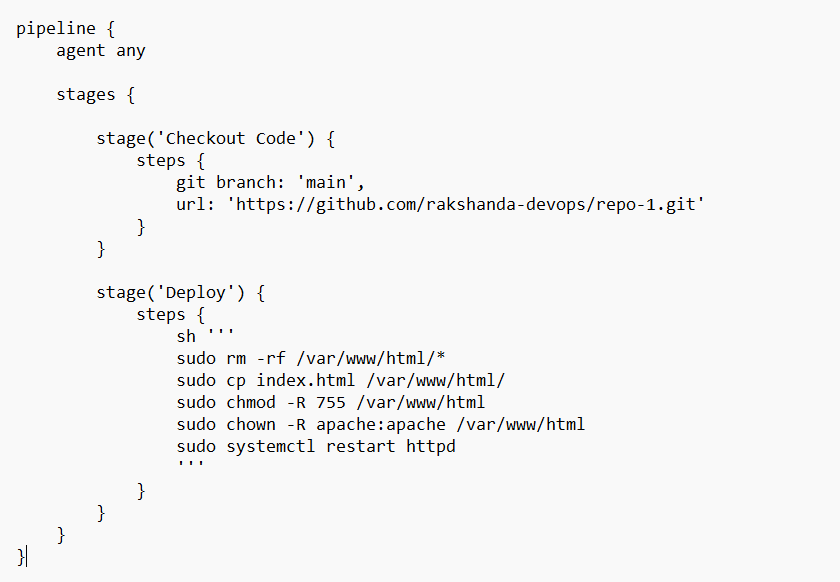 pipeline {
    agent any

    stages {

        stage('Checkout Code') {
            steps {
                git branch: 'main',
                url: 'https://github.com/rakshanda-devops/repo-1.git'
            }
        }

        stage('Deploy') {
            steps {
                sh '''
                sudo rm -rf /var/www/html/*
                sudo cp index.html /var/www/html/
                sudo chmod -R 755 /var/www/html
                sudo chown -R apache:apache /var/www/html
                sudo systemctl restart httpd
                '''
            }
        }
    }
}